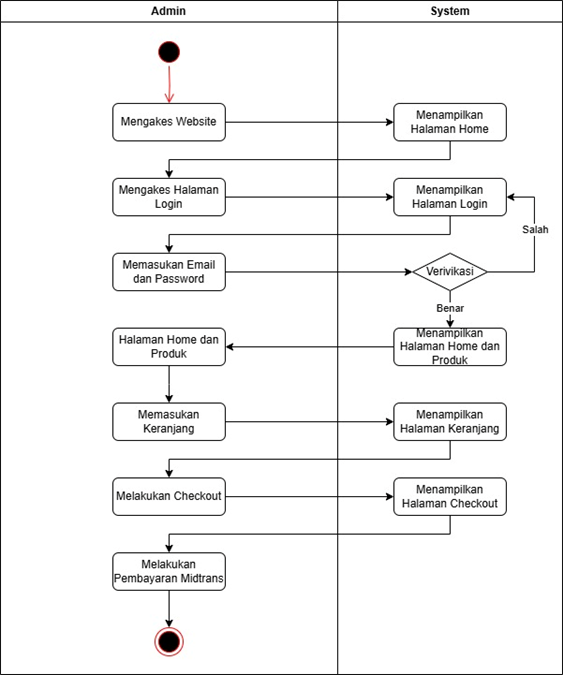 Admin
System
Mengakes Website
Menampilkan
Halaman Home
Mengakes Halaman
Login
Menampilkan
Halaman Login
Salah
Memasukan Email
dan Password
Verivikasi
Benar
Halaman Home dan
Produk
Menampilkan
Halaman Home dan
Produk
Memasukan
Keranjang
Menampilkan
Halaman Keranjang
Melakukan Checkout
Menampilkan
Halaman Checkout
Melakukan
Pembayaran Midtrans